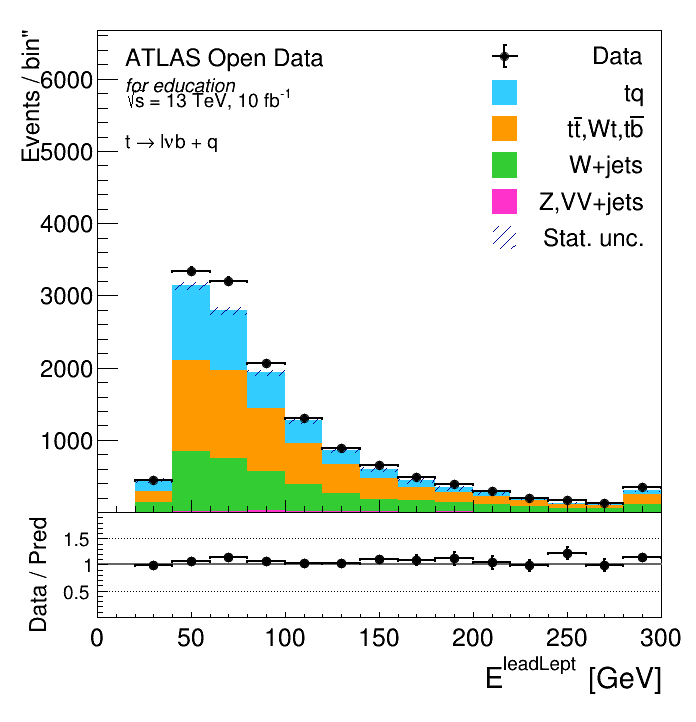 Events / bin"
ATLAS Open Data
for education
√s = 13 TeV, 10 fb⁻¹
t → lνb + q
Data
tq
tt̅,Wt,tb̅
W+jets
Z,VV+jets
Stat. unc.
6000
5000
4000
3000
2000
1000
Data / Pred
1.5
1
0.5
0 50 100 150 200 250 300
E^leadLept [GeV]